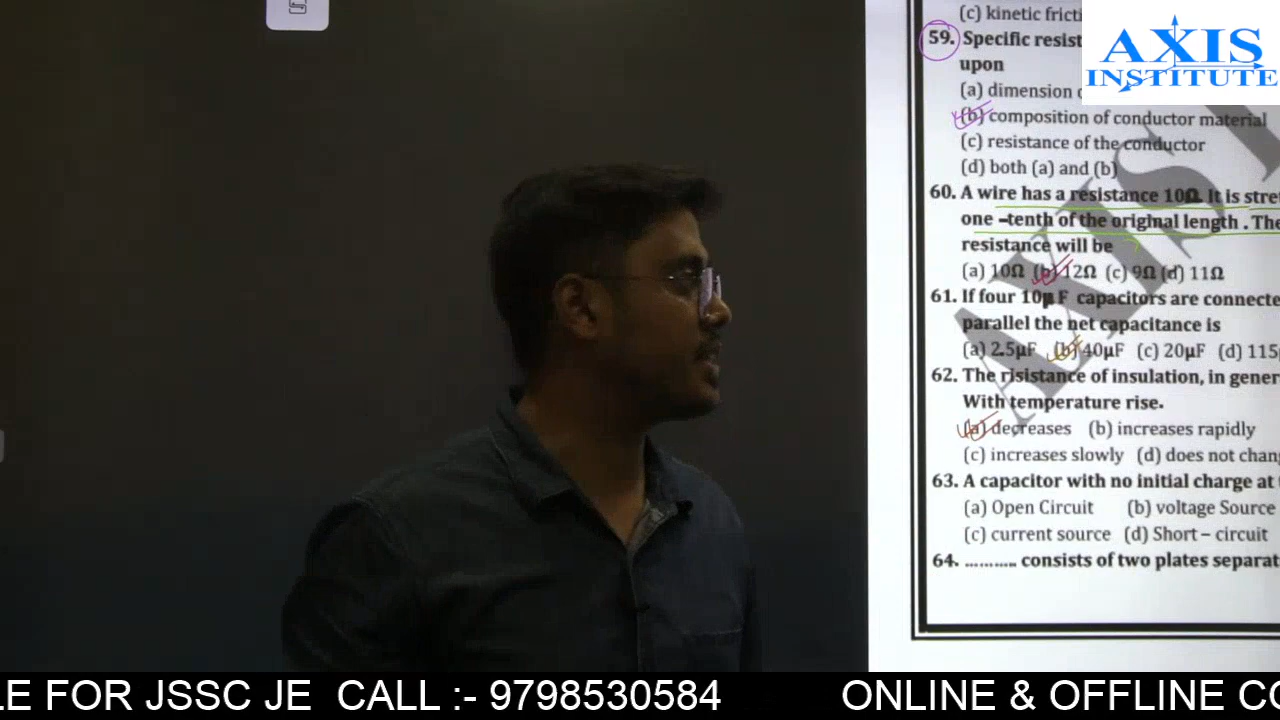 (c) kinetic fricti
59. Specific resist
upon
(a) dimension
(b) composition of conductor material
(c) resistance of the conductor
(d) both (a) and (b)
60. A wire has a resistance 10Ω. It is stre
one –tenth of the original length . The
resistance will be
(a) 10Ω (b) 12Ω (c) 9Ω (d) 11Ω
61. If four 10μ F capacitors are connecte
parallel the net capacitance is
(a) 2.5μF (b) 40μF (c) 20μF (d) 115
62. The risistance of insulation, in gener
With temperature rise.
(a) decreases (b) increases rapidly
(c) increases slowly (d) does not chan
63. A capacitor with no initial charge at
(a) Open Circuit (b) voltage Source
(c) current source (d) Short – circuit
64. ........... consists of two plates separat
AXIS
INSTITUTE
LE FOR JSSC JE CALL :- 9798530584 ONLINE & OFFLINE CO